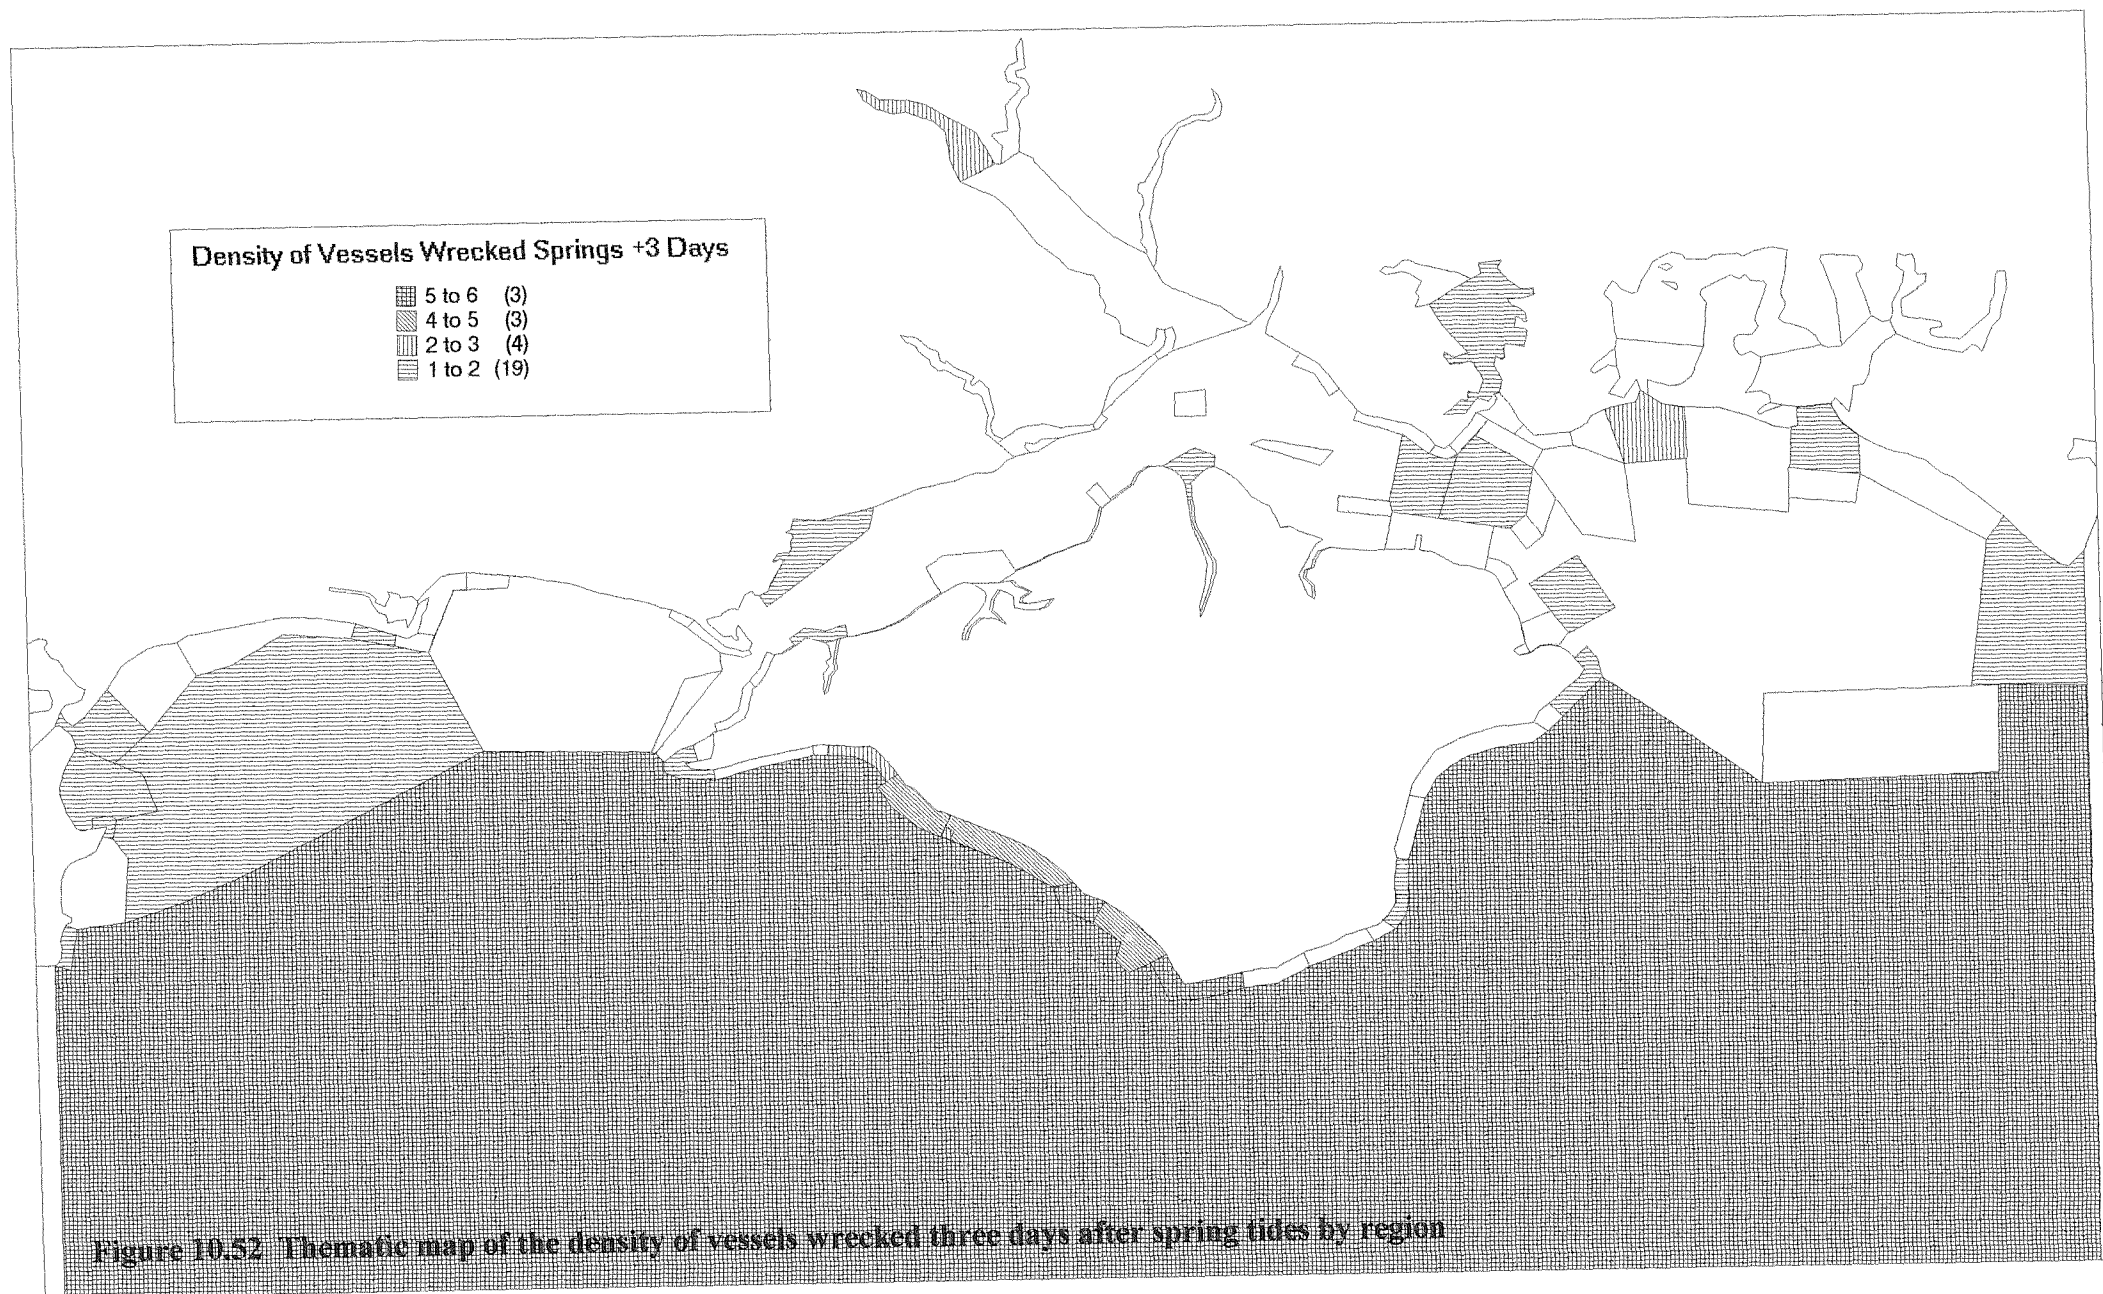 Density of Vessels Wrecked Springs +3 Days
5 to 6 (3)
4 to 5 (3)
2 to 3 (4)
1 to 2 (19)
Figure 10.52 Thematic map of the density of vessels wrecked three days after spring tides by region